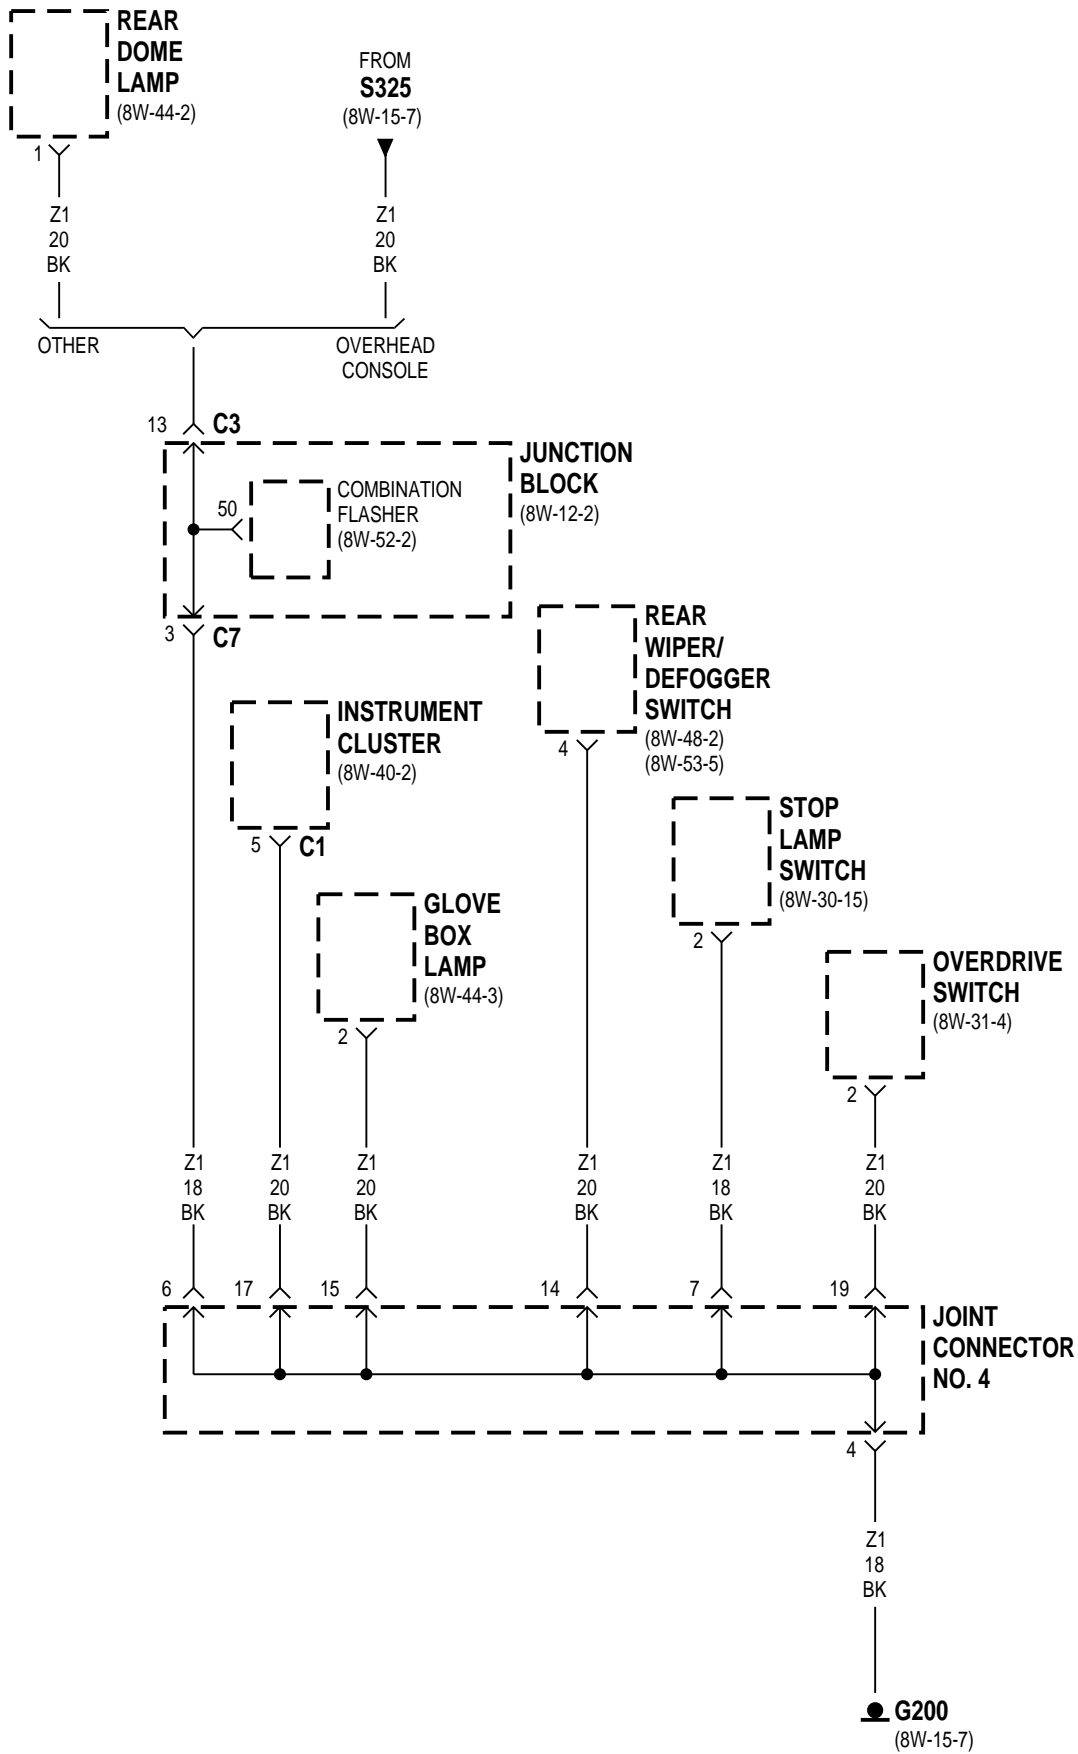 REAR
DOME
LAMP
(8W-44-2)
FROM
S325
(8W-15-7)
1
Z1
20
BK
Z1
20
BK
OTHER
OVERHEAD
CONSOLE
13
C3
JUNCTION
BLOCK
(8W-12-2)
50
COMBINATION
FLASHER
(8W-52-2)
3
C7
REAR
WIPER/
DEFOGGER
SWITCH
(8W-48-2)
(8W-53-5)
4
INSTRUMENT
CLUSTER
(8W-40-2)
5
C1
STOP
LAMP
SWITCH
(8W-30-15)
2
GLOVE
BOX
LAMP
(8W-44-3)
2
OVERDRIVE
SWITCH
(8W-31-4)
2
Z1
18
BK
Z1
20
BK
Z1
20
BK
Z1
20
BK
Z1
18
BK
Z1
20
BK
6
17
15
14
7
19
JOINT
CONNECTOR
NO. 4
4
Z1
18
BK
G200
(8W-15-7)